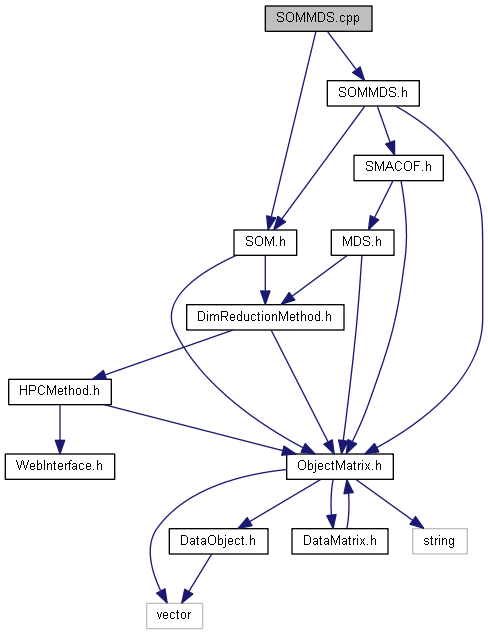 SOMMDS.cpp
SOMMDS.h
SMACOF.h
SOM.h
MDS.h
DimReductionMethod.h
HPCMethod.h
WebInterface.h
ObjectMatrix.h
DataObject.h
DataMatrix.h
string
vector